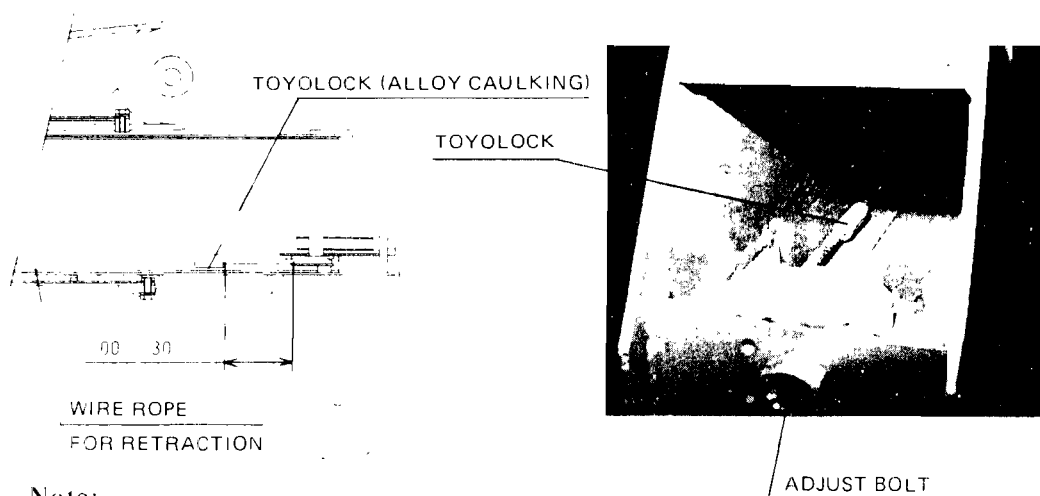 TOYOLOCK (ALLOY CAULKING)
TOYOLOCK
WIRE ROPE
FOR RETRACTION
ADJUST BOLT
Note: